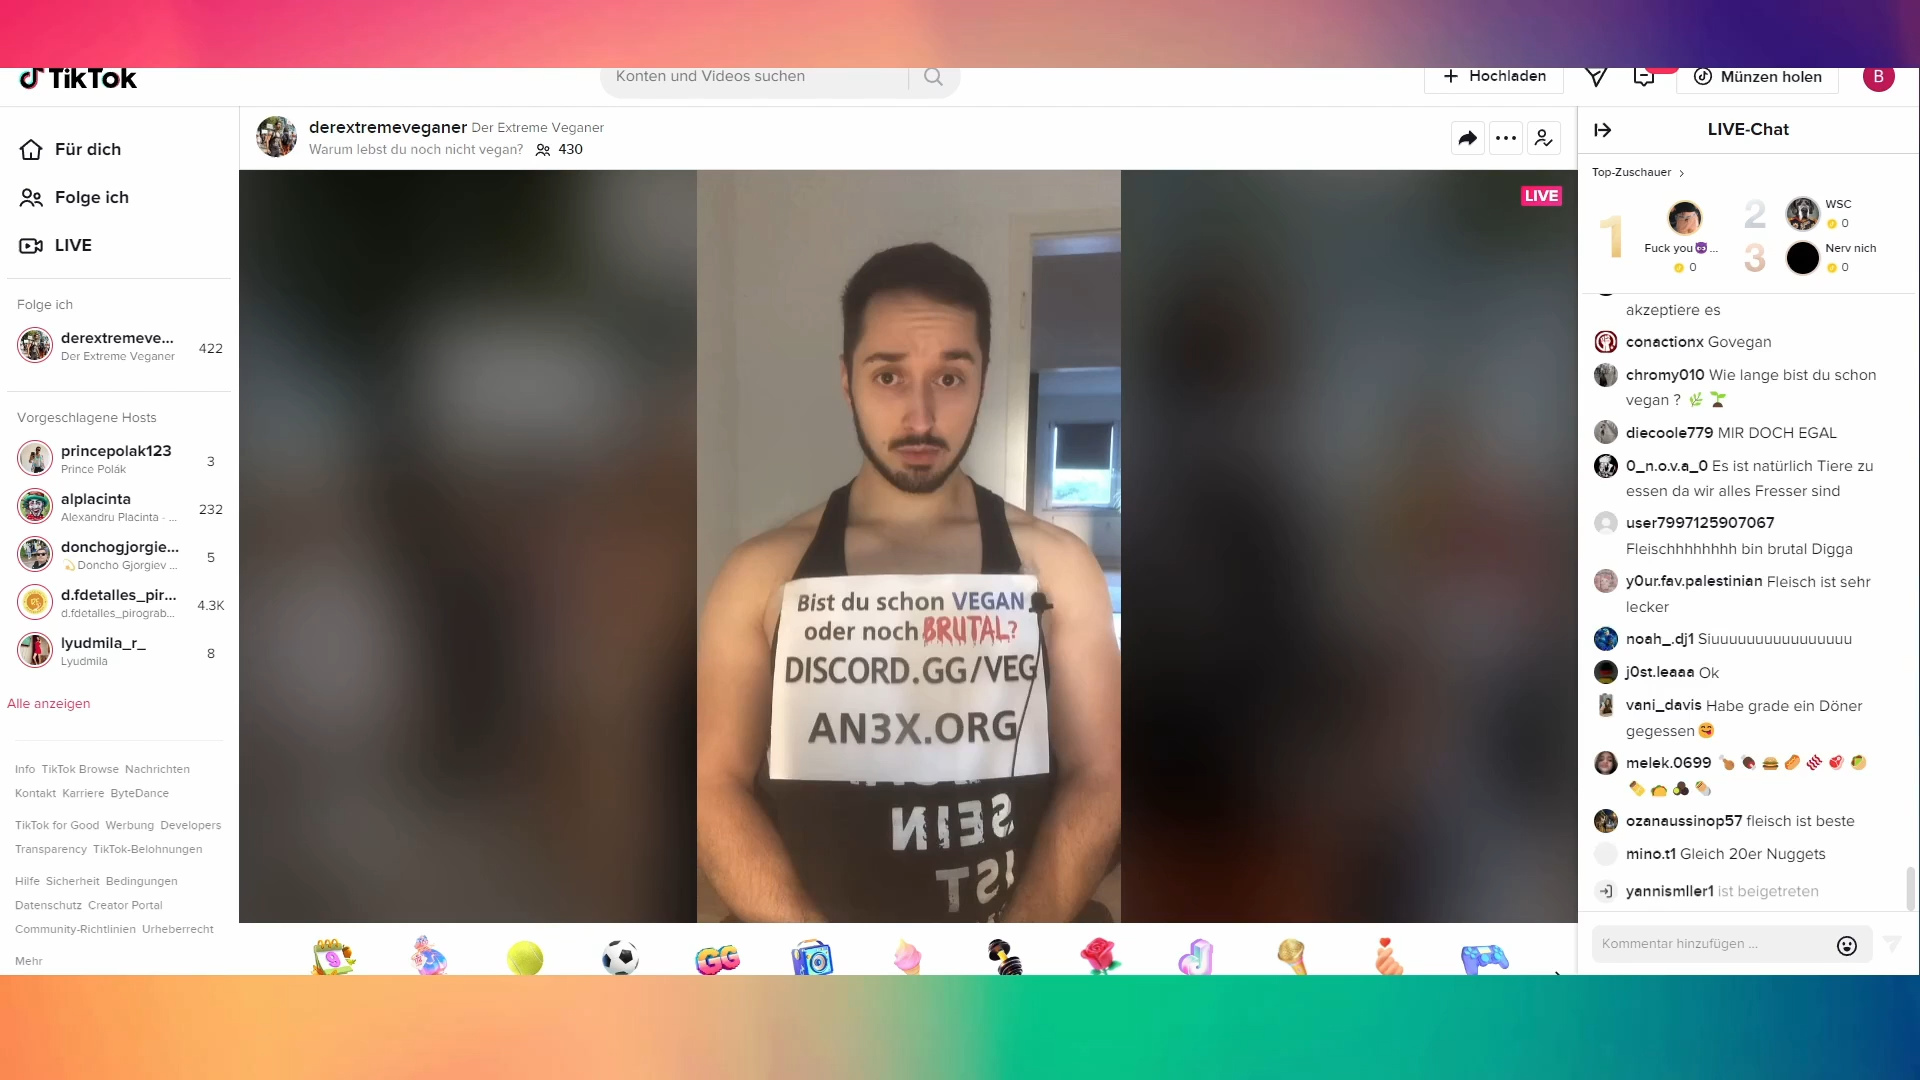 TikTok
Konten und Videos suchen
Hochladen
Münzen holen
B
Für dich
Folge ich
LIVE
Folge ich
derextremeve...
Der Extreme Veganer
422
Vorgeschlagene Hosts
princepolak123
Prince Polák
3
alplacinta
Alexandru Placinta - ...
232
donchogjorgie...
Doncho Gjorgiev ...
5
d.fdetalles_pir...
d.fdetalles_pirograb...
4.3K
lyudmila_r_
Lyudmila
8
Alle anzeigen
Info TikTok Browse Nachrichten
Kontakt Karriere ByteDance
TikTok for Good Werbung Developers
Transparency TikTok-Belohnungen
Hilfe Sicherheit Bedingungen
Datenschutz Creator Portal
Community-Richtlinien Urheberrecht
Mehr
derextremeveganer Der Extreme Veganer
Warum lebst du noch nicht vegan? 430
LIVE
Bist du schon VEGAN
oder noch BRUTAL?
DISCORD.GG/VEG
AN3X.ORG
SEIN
IST
9
GG
LIVE-Chat
Top-Zuschauer
1
Fuck you😈...
0
2
WSC
0
3
Nerv nich
0
akzeptiere es
conactionx Govegan
chromy010 Wie lange bist du schon
vegan ? 🌿 🌱
diecoole779 MIR DOCH EGAL
0_n.o.v.a_0 Es ist natürlich Tiere zu
essen da wir alles Fresser sind
user7997125907067
Fleischhhhhhhh bin brutal Digga
y0ur.fav.palestinian Fleisch ist sehr
lecker
noah_.dj1 Siuuuuuuuuuuuuuuuu
j0st.leaaa Ok
vani_davis Habe grade ein Döner
gegessen
melek.0699
ozanaussinop57 fleisch ist beste
mino.t1 Gleich 20er Nuggets
yannismller1 ist beigetreten
Kommentar hinzufügen ...